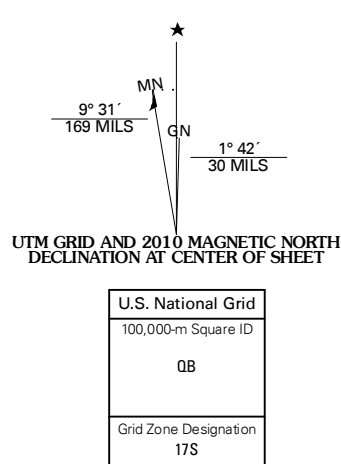 ★
MN
9° 31´
169 MILS
GN
1° 42´
30 MILS
UTM GRID AND 2010 MAGNETIC NORTH
DECLINATION AT CENTER OF SHEET
U.S. National Grid
100,000-m Square ID
QB
Grid Zone Designation
17S